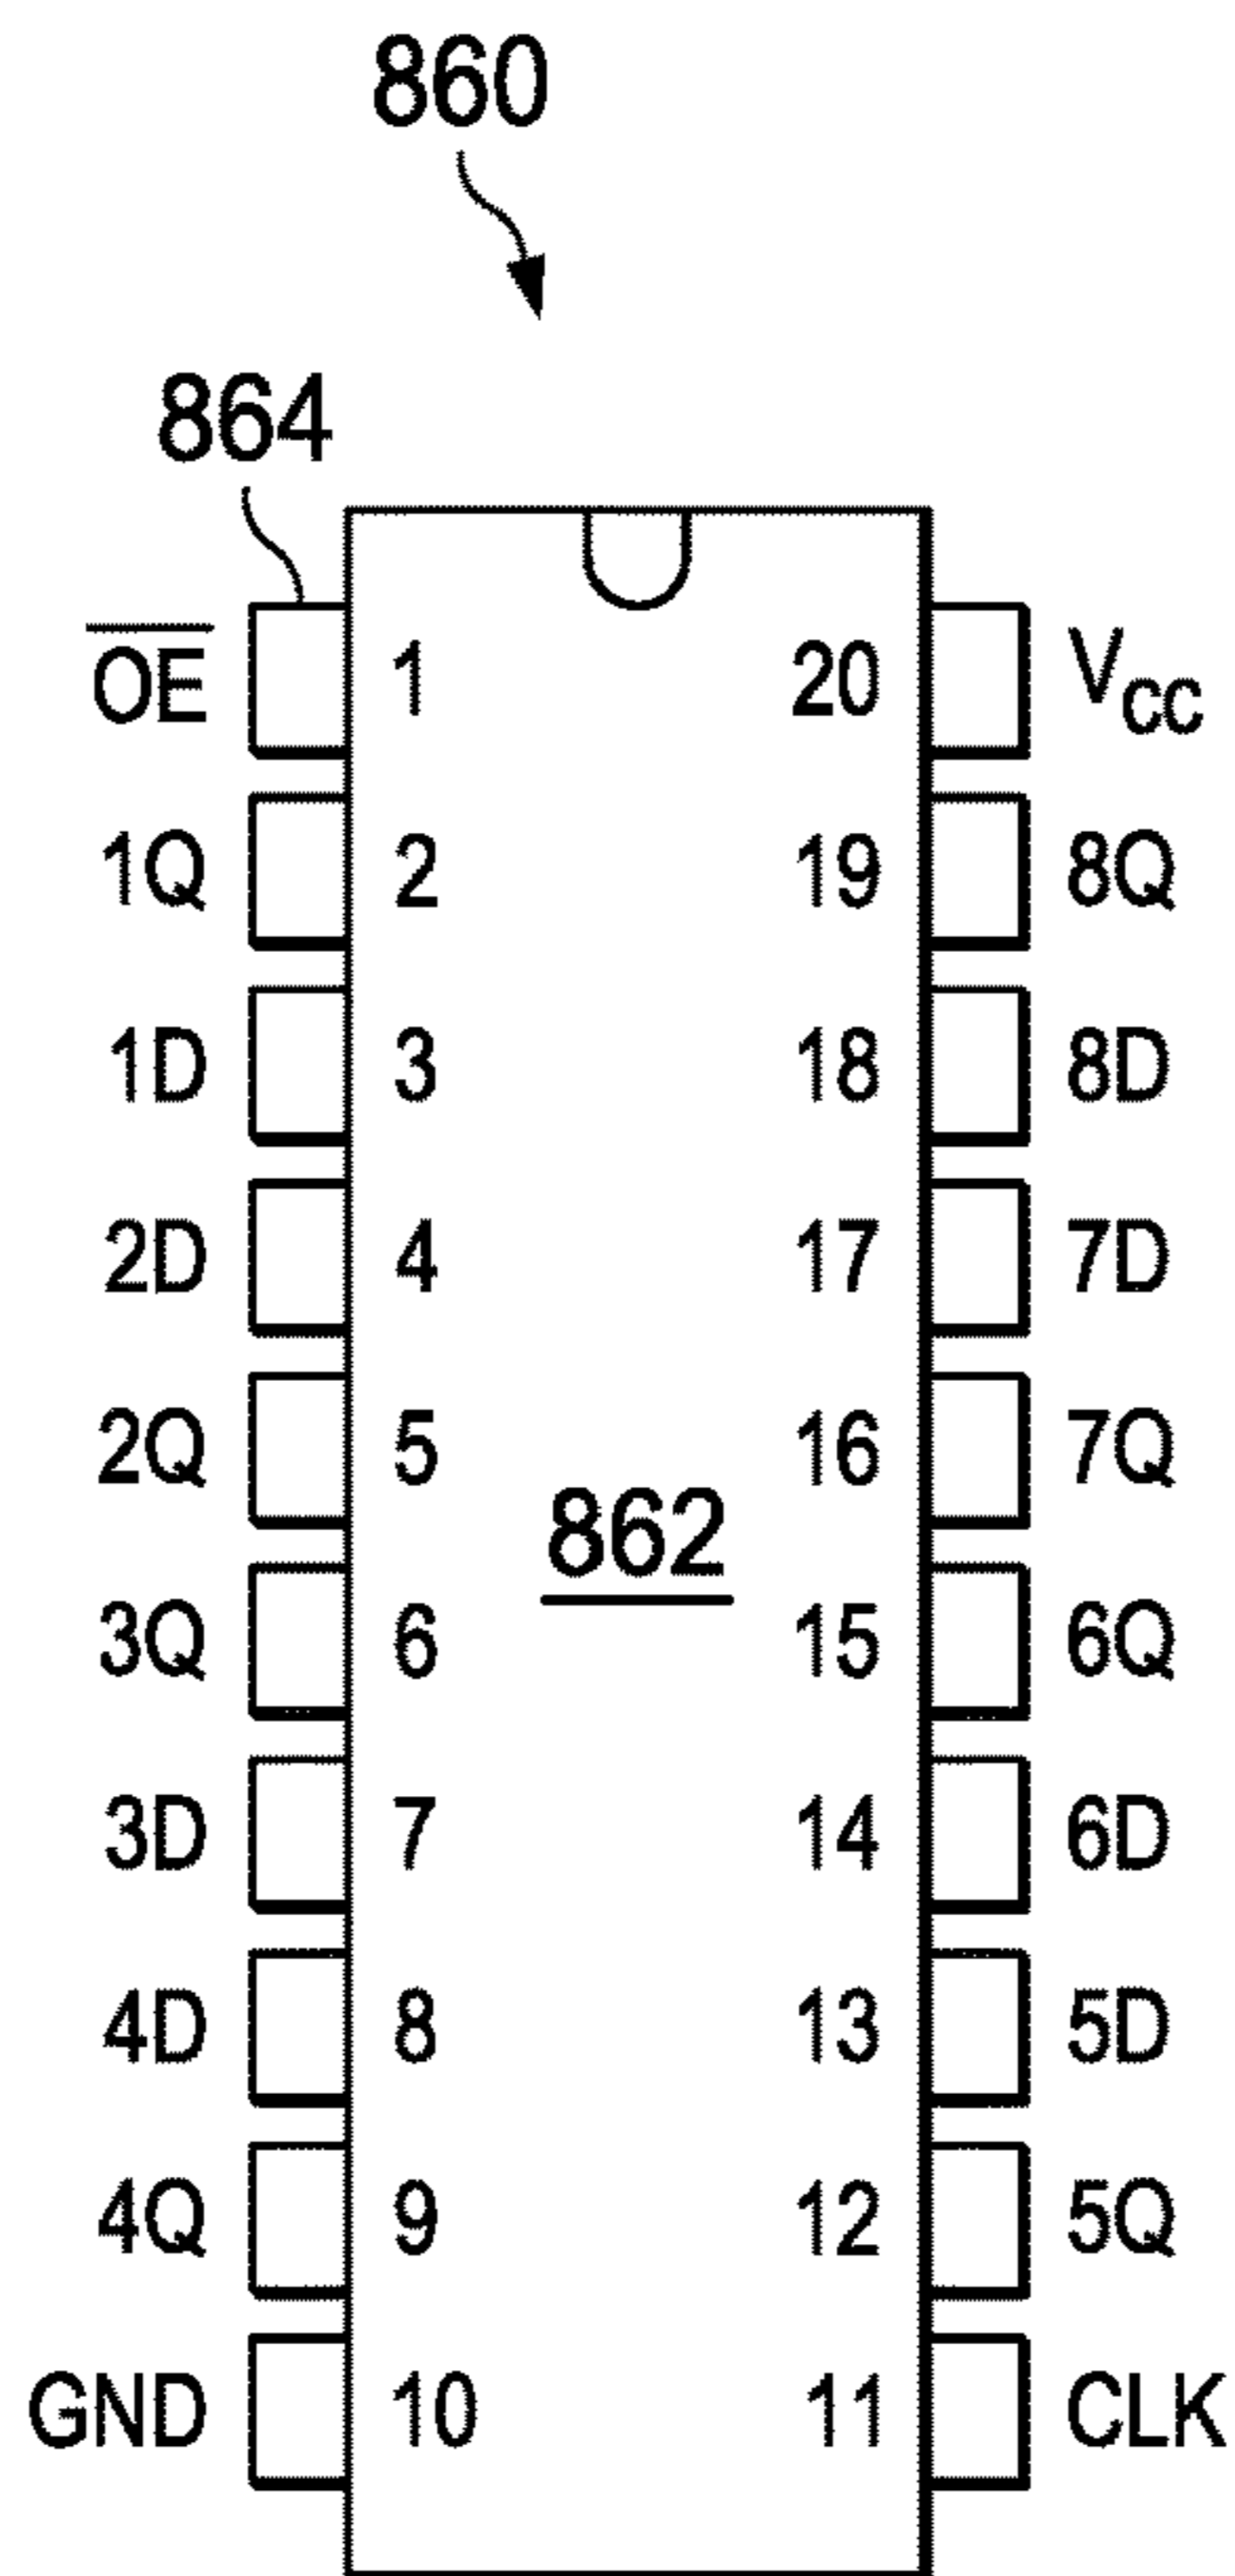 860
864
O̅E̅ 1 20 VCC
1Q 2 19 8Q
1D 3 18 8D
2D 4 17 7D
2Q 5 16 7Q
862
3Q 6 15 6Q
3D 7 14 6D
4D 8 13 5D
4Q 9 12 5Q
GND 10 11 CLK